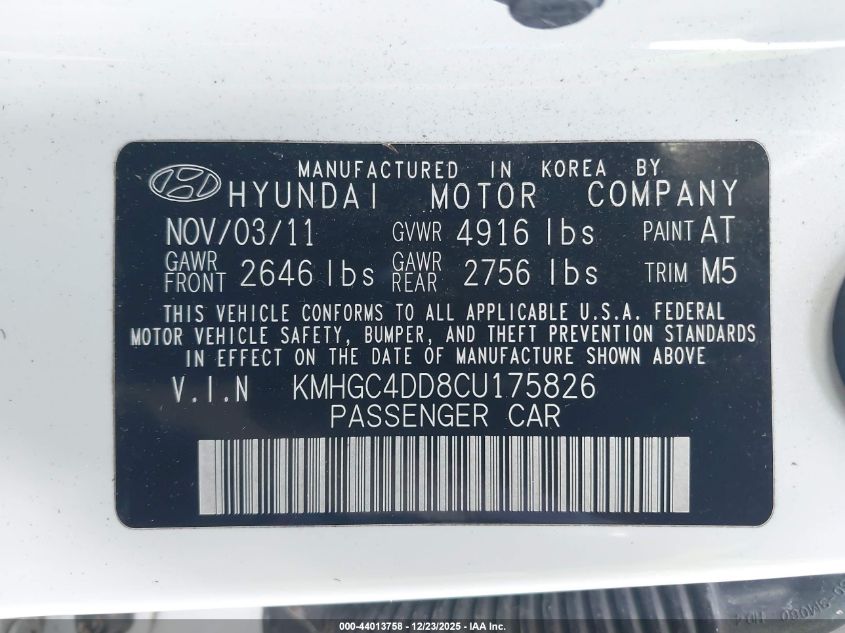 MANUFACTURED IN KOREA BY
HYUNDAI MOTOR COMPANY
NOV/03/11 GVWR 4916 lbs PAINT AT
GAWR FRONT 2646 lbs GAWR REAR 2756 lbs TRIM M5
THIS VEHICLE CONFORMS TO ALL APPLICABLE U.S.A. FEDERAL
MOTOR VEHICLE SAFETY, BUMPER, AND THEFT PREVENTION STANDARDS
IN EFFECT ON THE DATE OF MANUFACTURE SHOWN ABOVE
V.I.N KMHGC4DD8CU175826
PASSENGER CAR
000-44013758 - 12/23/2025 - IAA Inc.